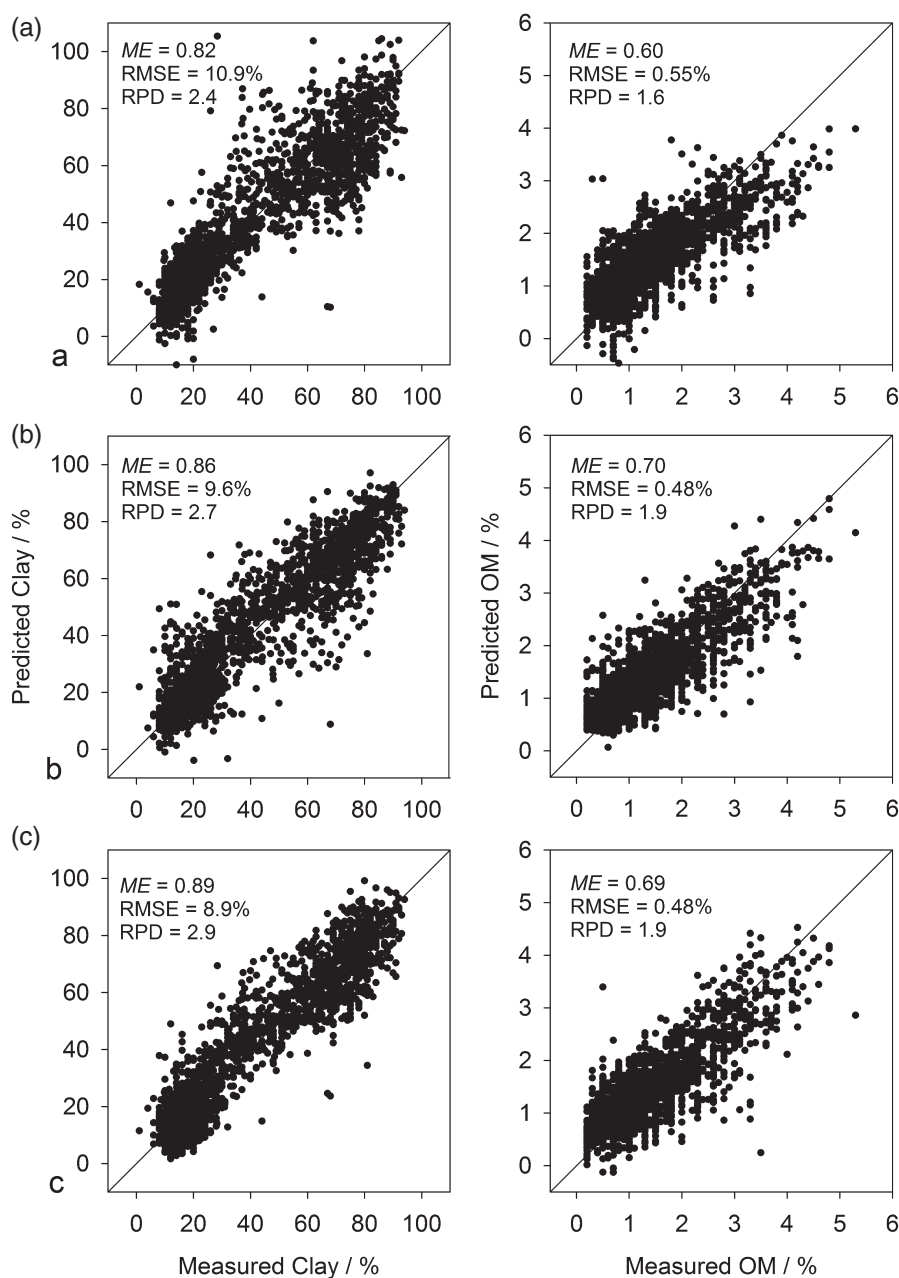 (a)
ME = 0.82
RMSE = 10.9%
RPD = 2.4
100
80
60
40
20
0
a
0 20 40 60 80 100
6
5
4
3
2
1
0
ME = 0.60
RMSE = 0.55%
RPD = 1.6
0 1 2 3 4 5 6
(b)
ME = 0.86
RMSE = 9.6%
RPD = 2.7
100
80
60
40
20
0
Predicted Clay / %
b
0 20 40 60 80 100
6
5
4
3
2
1
0
Predicted OM / %
ME = 0.70
RMSE = 0.48%
RPD = 1.9
0 1 2 3 4 5 6
(c)
ME = 0.89
RMSE = 8.9%
RPD = 2.9
100
80
60
40
20
0
c
0 20 40 60 80 100
Measured Clay / %
6
5
4
3
2
1
0
ME = 0.69
RMSE = 0.48%
RPD = 1.9
0 1 2 3 4 5 6
Measured OM / %